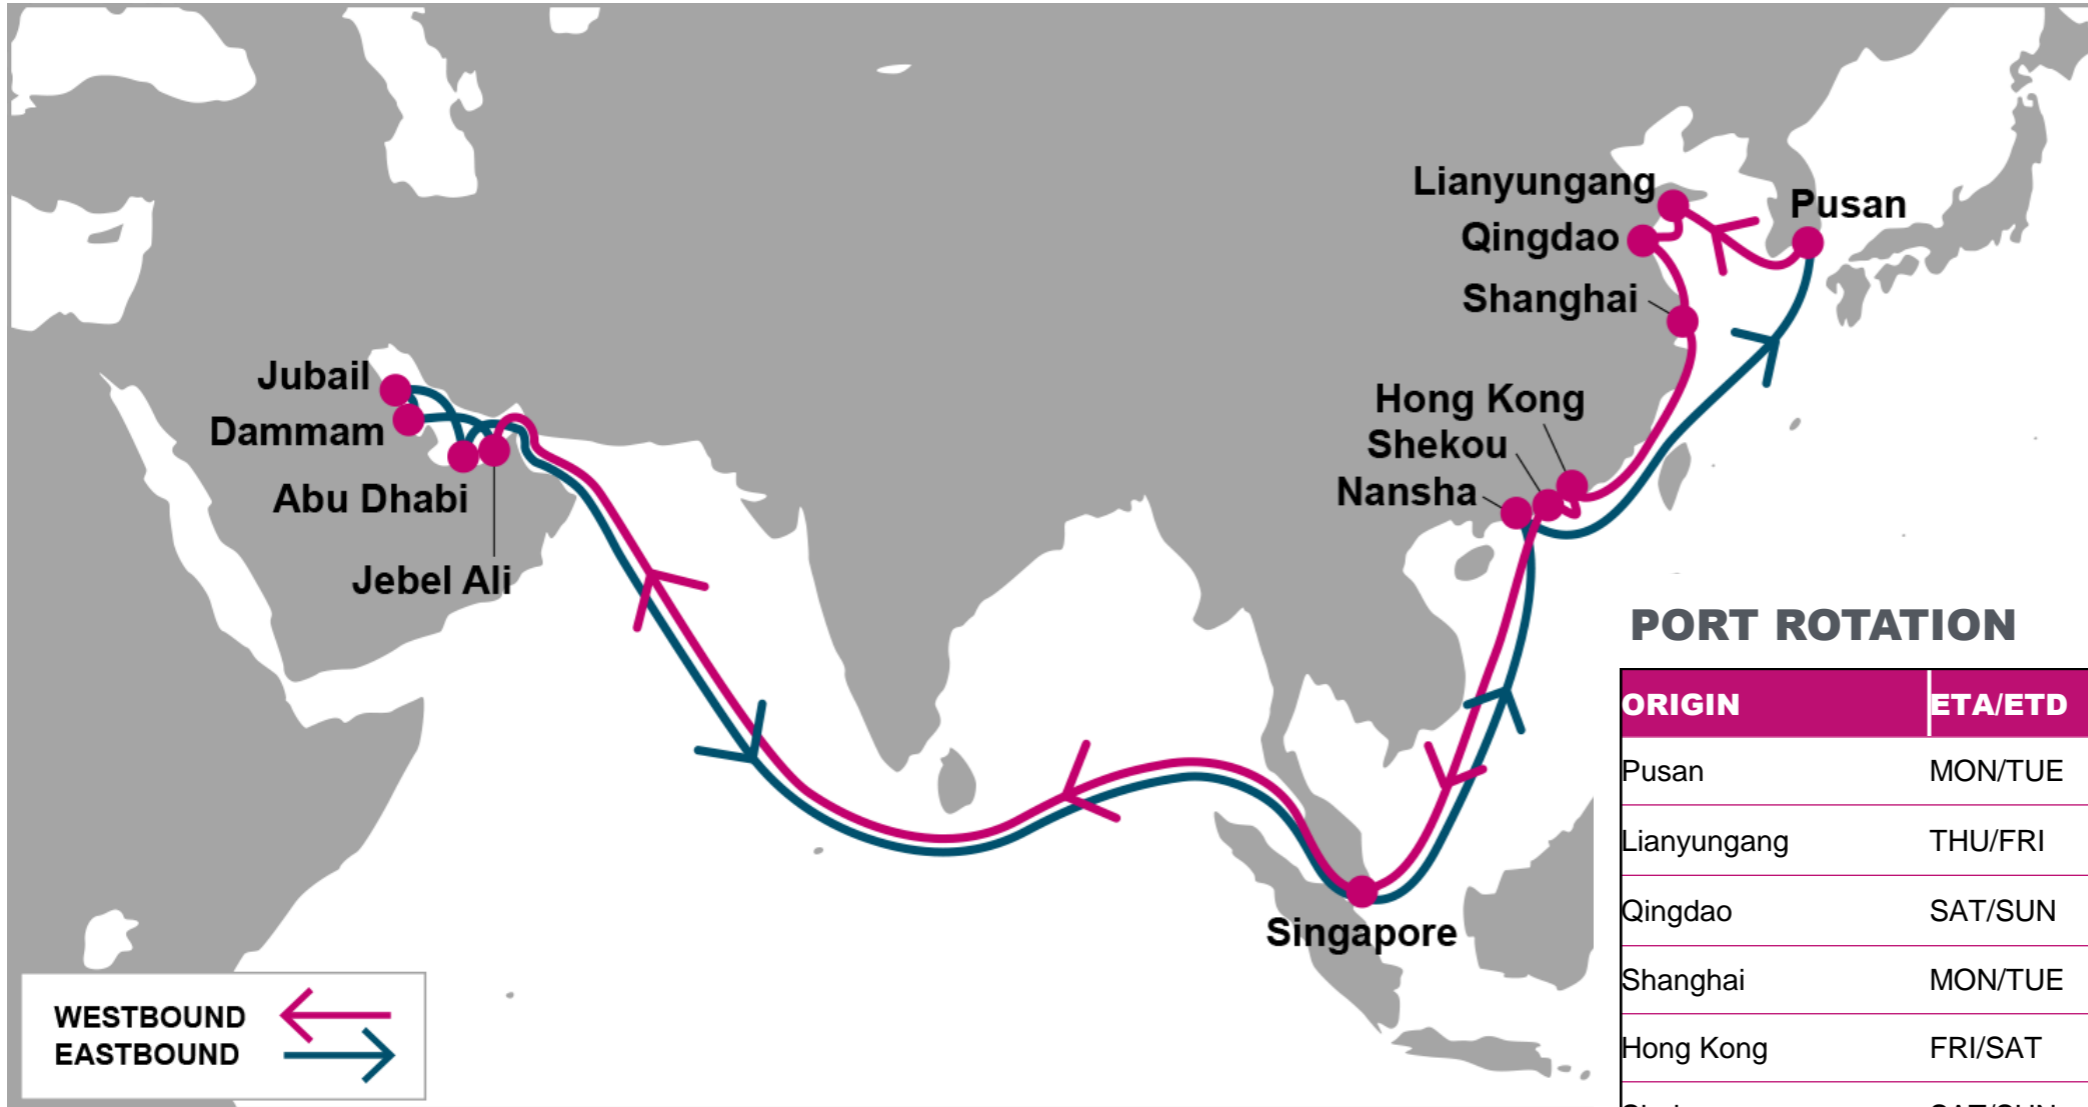 Lianyungang
Pusan
Qingdao
Shanghai
Jubail
Hong Kong
Dammam
Shekou
Nansha
Abu Dhabi
Jebel Ali
Singapore
WESTBOUND
EASTBOUND
PORT ROTATION
ORIGIN ETA/ETD
Pusan MON/TUE
Lianyungang THU/FRI
Qingdao SAT/SUN
Shanghai MON/TUE
Hong Kong FRI/SAT